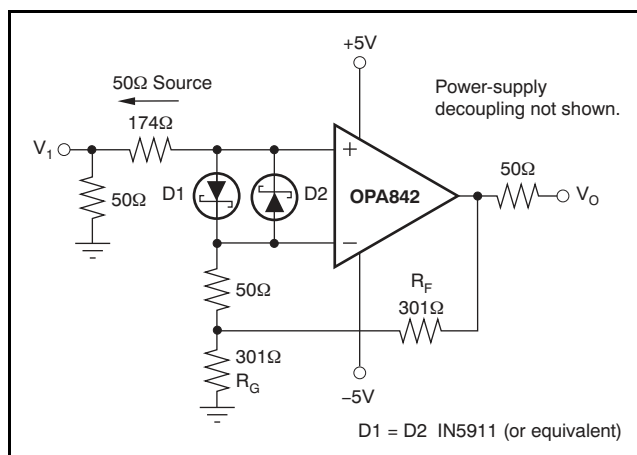 +5V
50Ω Source
Power-supply
decoupling not shown.
174Ω
V1
+
50Ω
D1
D2
OPA842
50Ω
VO
−
50Ω
RF
301Ω
301Ω
RG
−5V
D1 = D2 IN5911 (or equivalent)